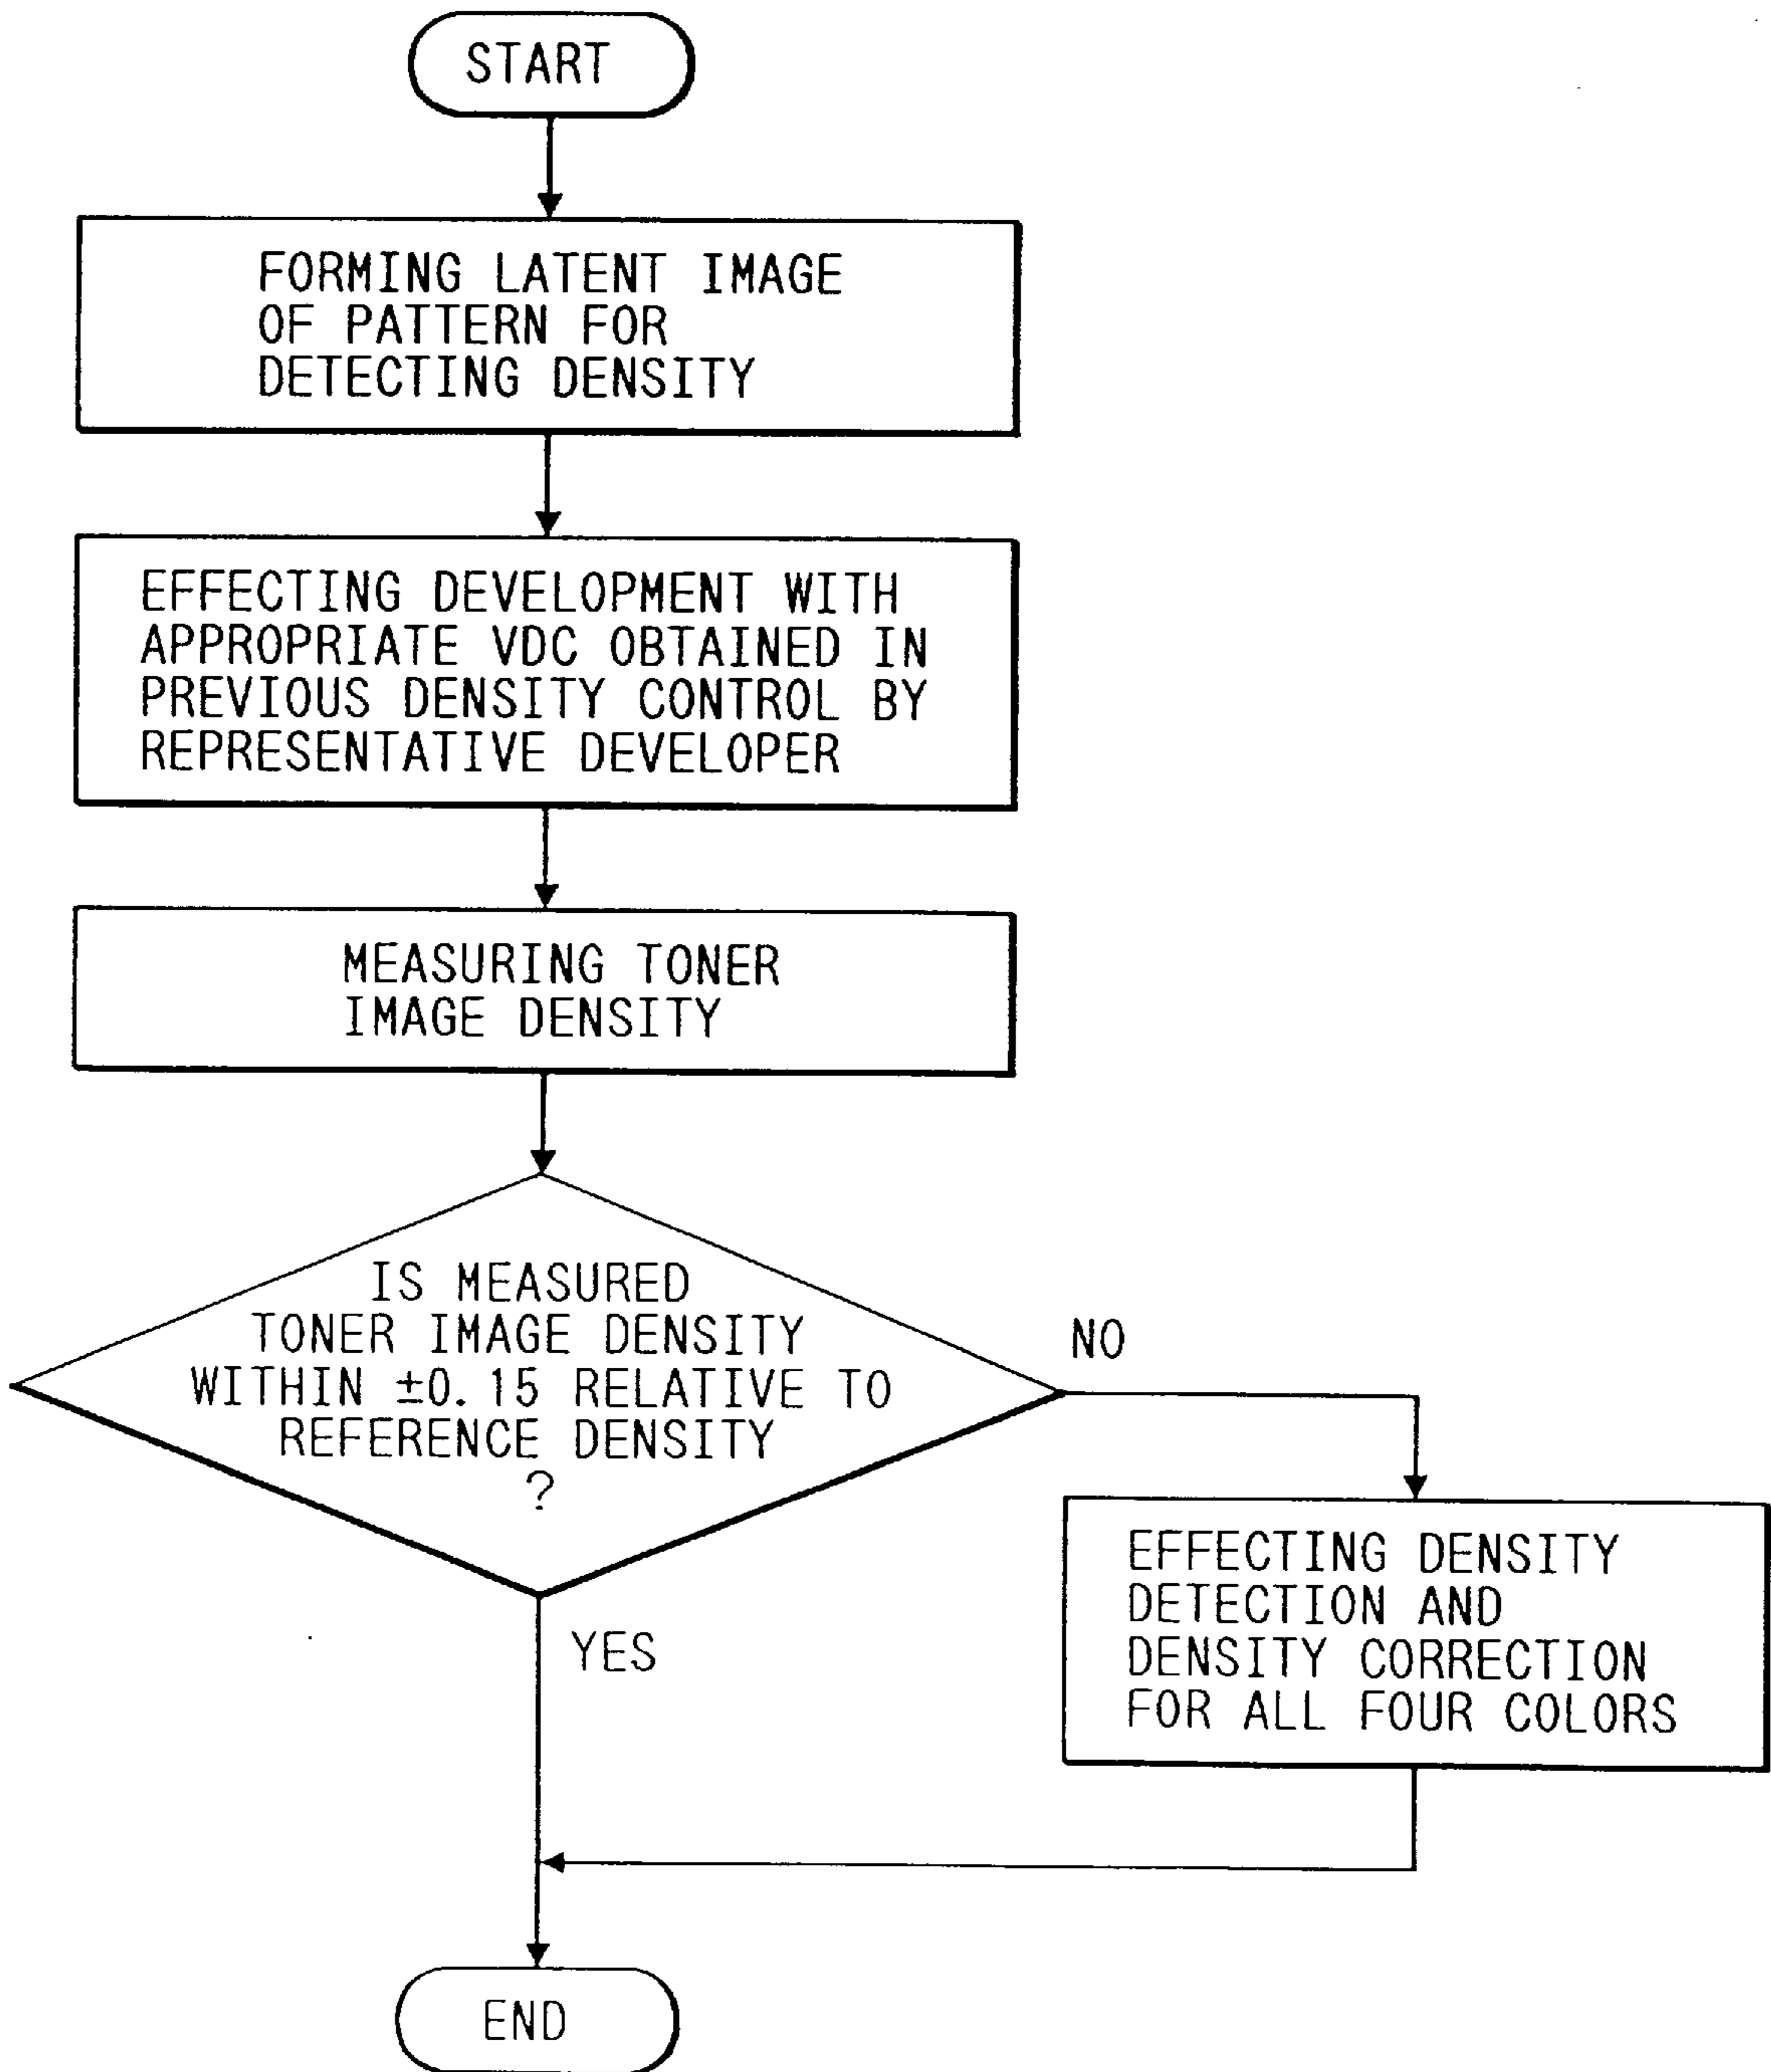 START
FORMING LATENT IMAGE
OF PATTERN FOR
DETECTING DENSITY
EFFECTING DEVELOPMENT WITH
APPROPRIATE VDC OBTAINED IN
PREVIOUS DENSITY CONTROL BY
REPRESENTATIVE DEVELOPER
MEASURING TONER
IMAGE DENSITY
IS MEASURED
TONER IMAGE DENSITY
WITHIN ±0.15 RELATIVE TO
REFERENCE DENSITY
?
NO
EFFECTING DENSITY
DETECTION AND
DENSITY CORRECTION
FOR ALL FOUR COLORS
YES
END